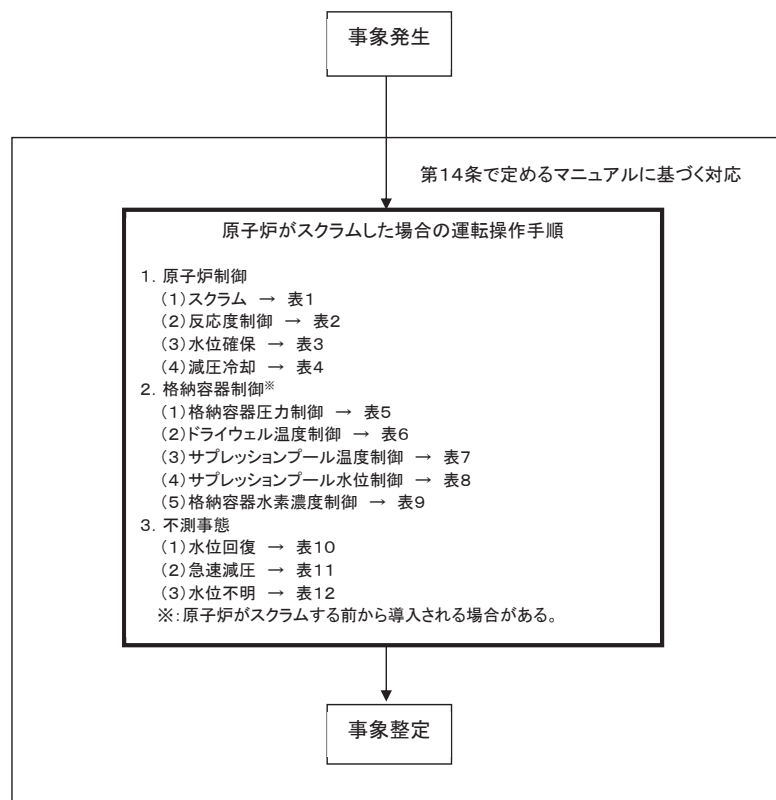 事象発生
第14条で定めるマニュアルに基づく対応
原子炉がスクラムした場合の運転操作手順
1．原子炉制御
(1)スクラム → 表1
(2)反応度制御 → 表2
(3)水位確保 → 表3
(4)減圧冷却 → 表4
2．格納容器制御※
(1)格納容器圧力制御 → 表5
(2)ドライウェル温度制御 → 表6
(3)サプレッションプール温度制御 → 表7
(4)サプレッションプール水位制御 → 表8
(5)格納容器水素濃度制御 → 表9
3．不測事態
(1)水位回復 → 表10
(2)急速減圧 → 表11
(3)水位不明 → 表12
※：原子炉がスクラムする前から導入される場合がある。
事象整定